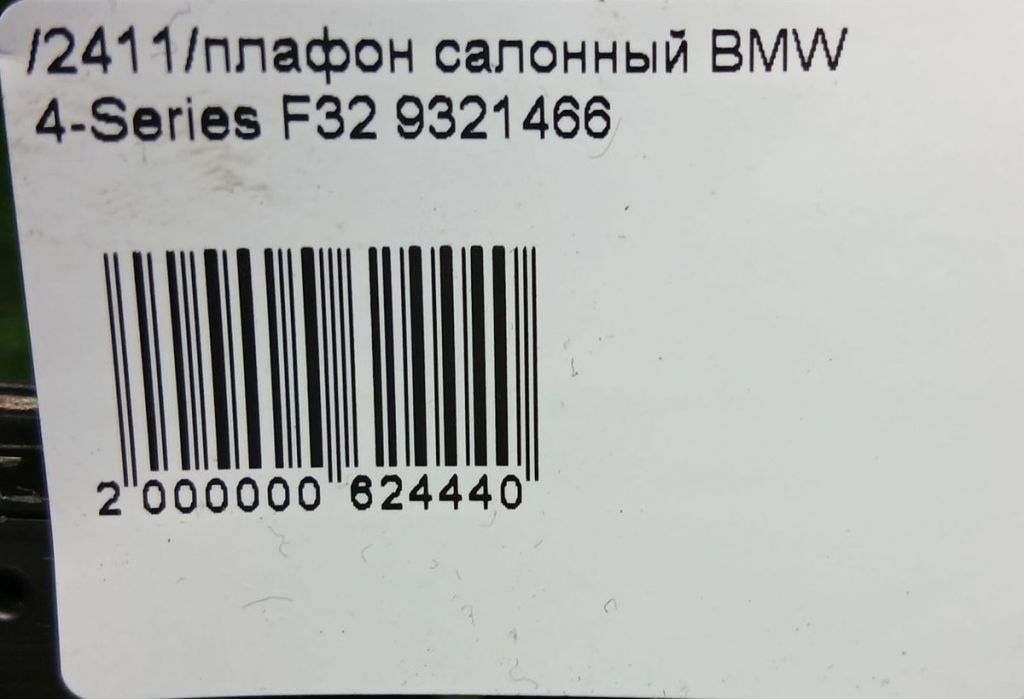 /2411/плафон салонный BMW
4-Series F32 9321466
2 000000 624440